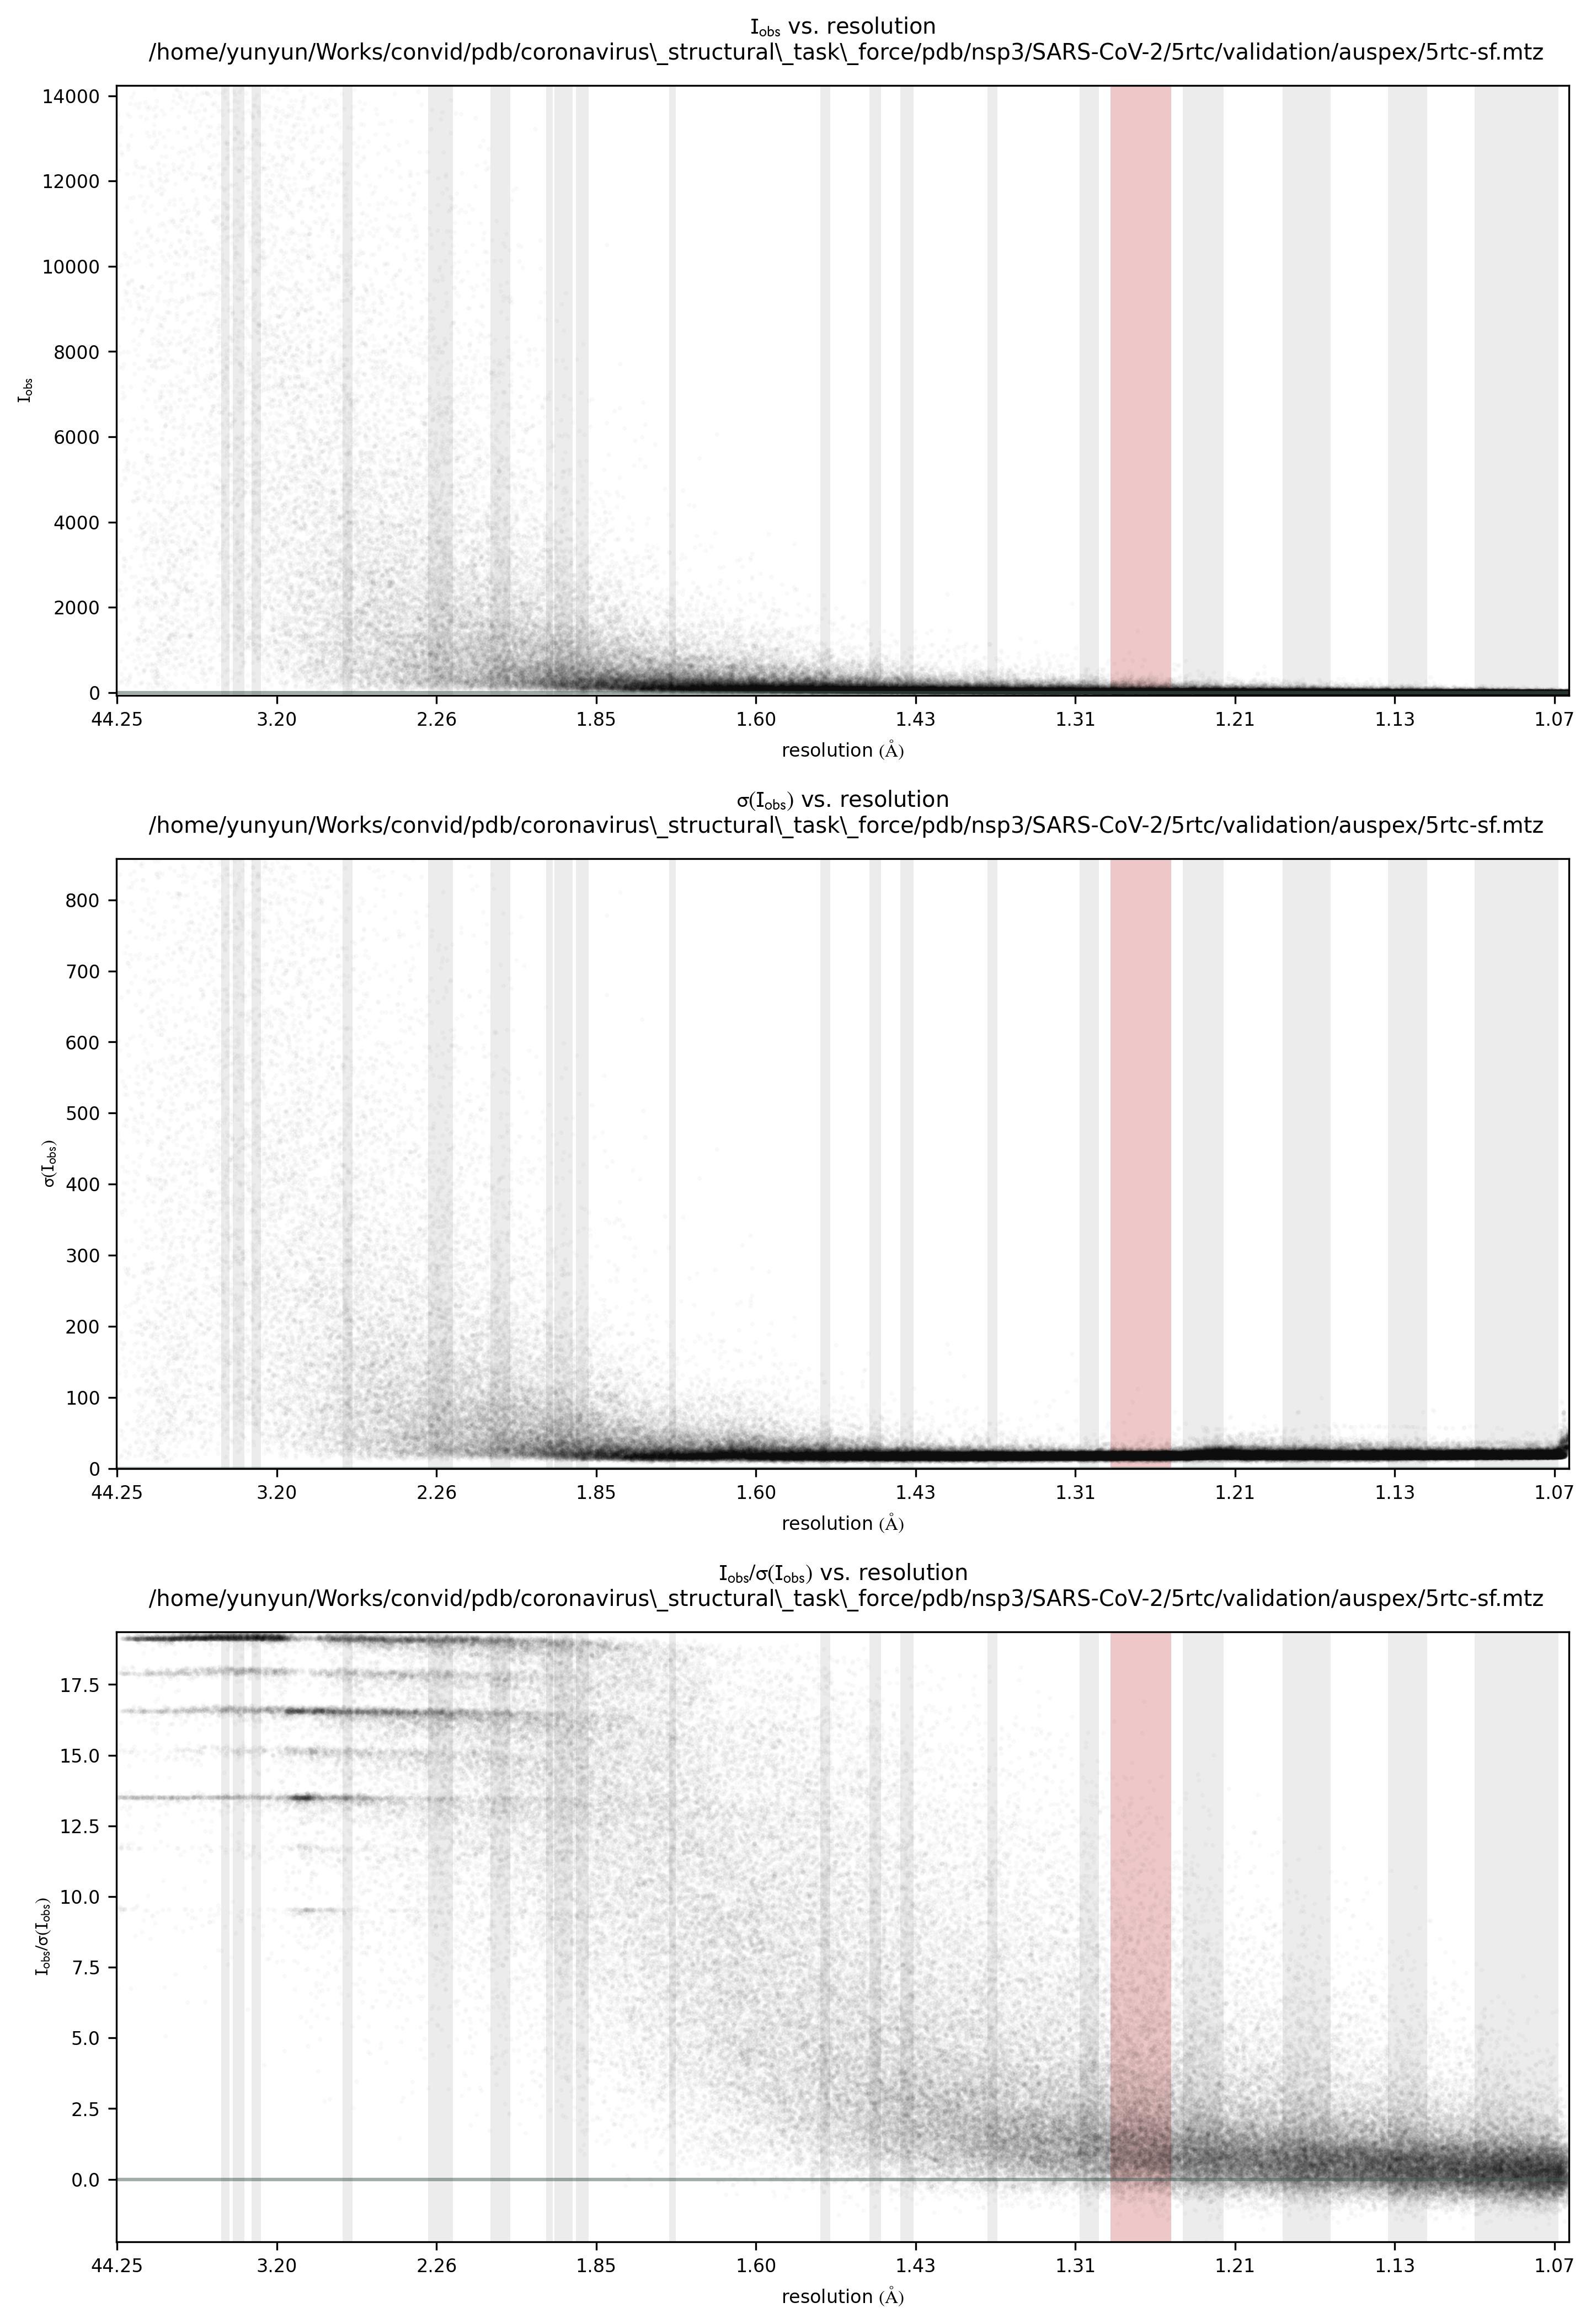 I_obs vs. resolution
/home/yunyun/Works/convid/pdb/coronavirus\_structural\_task\_force/pdb/nsp3/SARS-CoV-2/5rtc/validation/auspex/5rtc-sf.mtz
14000
12000
10000
8000
6000
4000
2000
0
I_obs
44.25 3.20 2.26 1.85 1.60 1.43 1.31 1.21 1.13 1.07
resolution (Å)
σ(I_obs) vs. resolution
/home/yunyun/Works/convid/pdb/coronavirus\_structural\_task\_force/pdb/nsp3/SARS-CoV-2/5rtc/validation/auspex/5rtc-sf.mtz
800
700
600
500
400
300
200
100
0
σ(I_obs)
44.25 3.20 2.26 1.85 1.60 1.43 1.31 1.21 1.13 1.07
resolution (Å)
I_obs/σ(I_obs) vs. resolution
/home/yunyun/Works/convid/pdb/coronavirus\_structural\_task\_force/pdb/nsp3/SARS-CoV-2/5rtc/validation/auspex/5rtc-sf.mtz
17.5
15.0
12.5
10.0
7.5
5.0
2.5
0.0
I_obs/σ(I_obs)
44.25 3.20 2.26 1.85 1.60 1.43 1.31 1.21 1.13 1.07
resolution (Å)